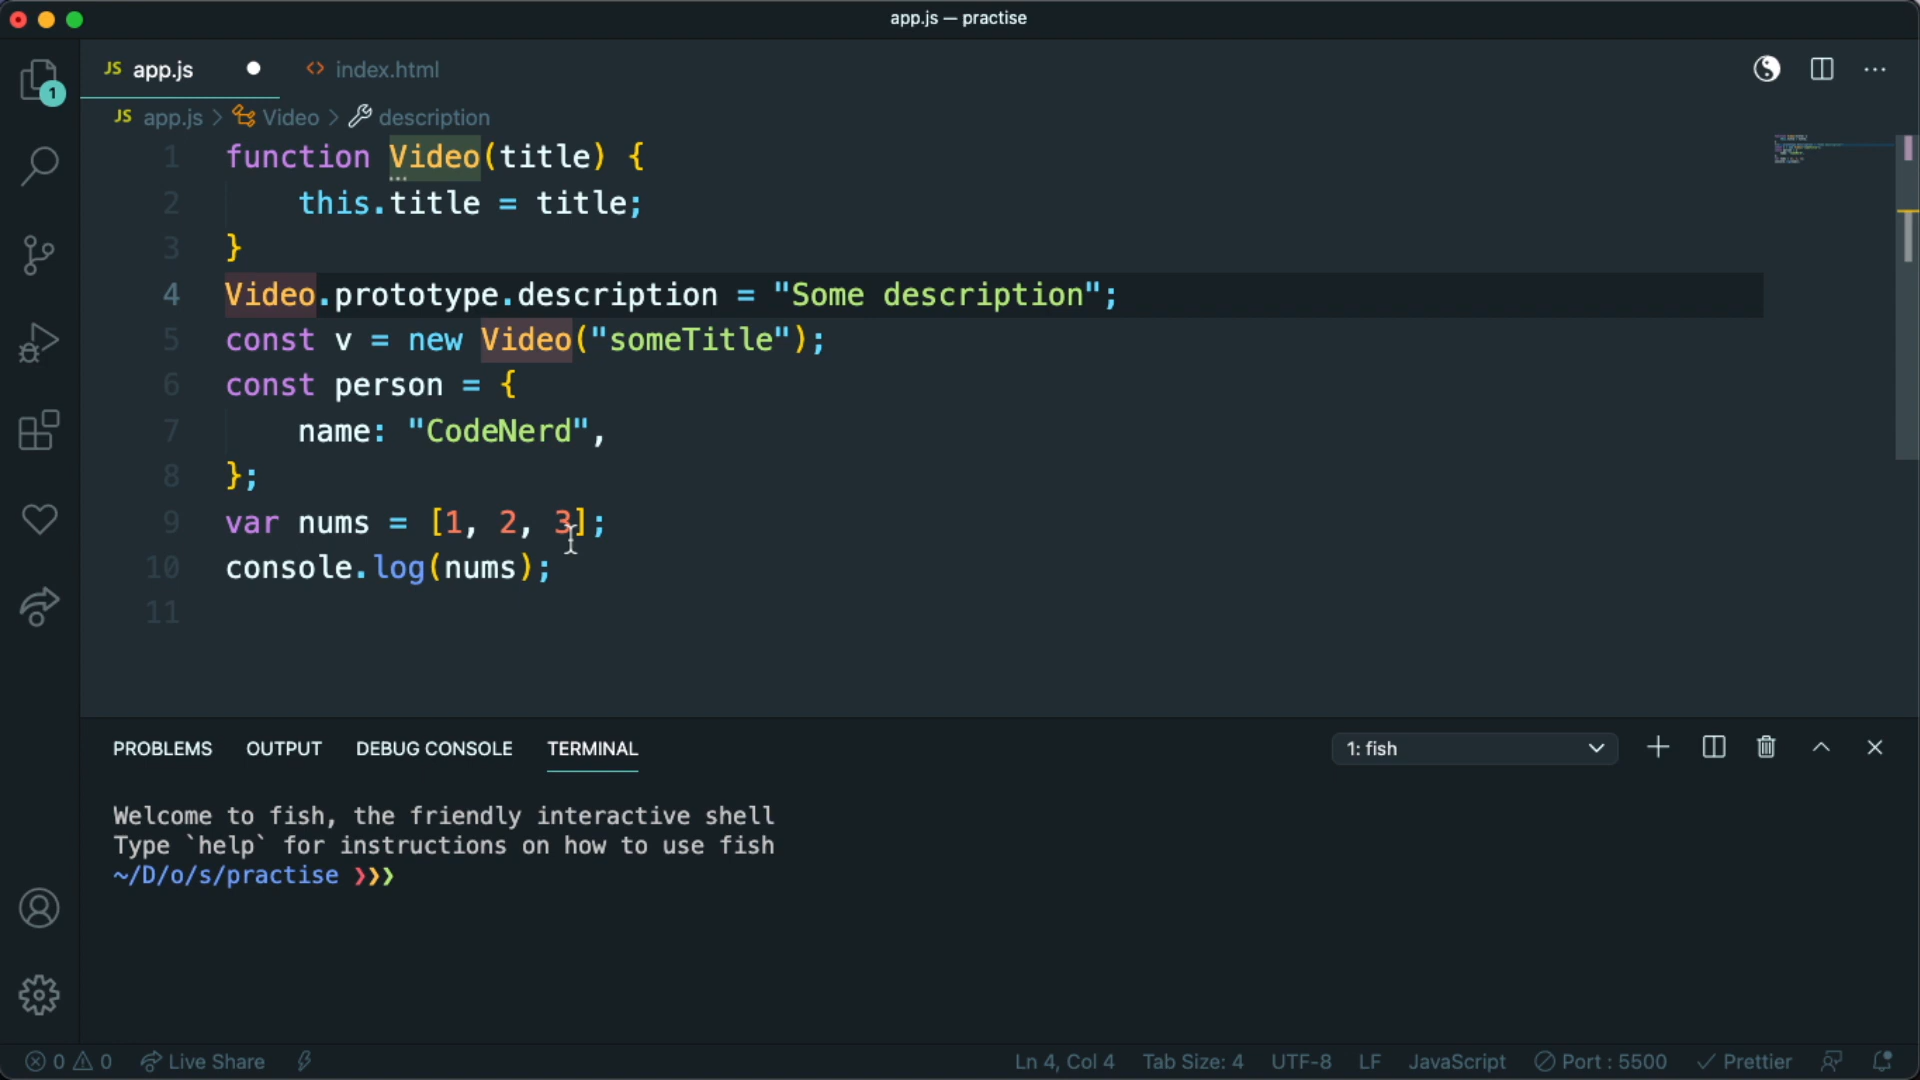 app.js — practise
JS app.js
<> index.html
1
JS app.js > Video > description
1 function Video(title) {
2 this.title = title;
3 }
4 Video.prototype.description = "Some description";
5 const v = new Video("someTitle");
6 const person = {
7 name: "CodeNerd",
8 };
9 var nums = [1, 2, 3];
10 console.log(nums);
11
PROBLEMS OUTPUT DEBUG CONSOLE TERMINAL 1: fish
Welcome to fish, the friendly interactive shell
Type `help` for instructions on how to use fish
~/D/o/s/practise ❯❯❯
0 0 Live Share Ln 4, Col 4 Tab Size: 4 UTF-8 LF JavaScript Port : 5500 Prettier